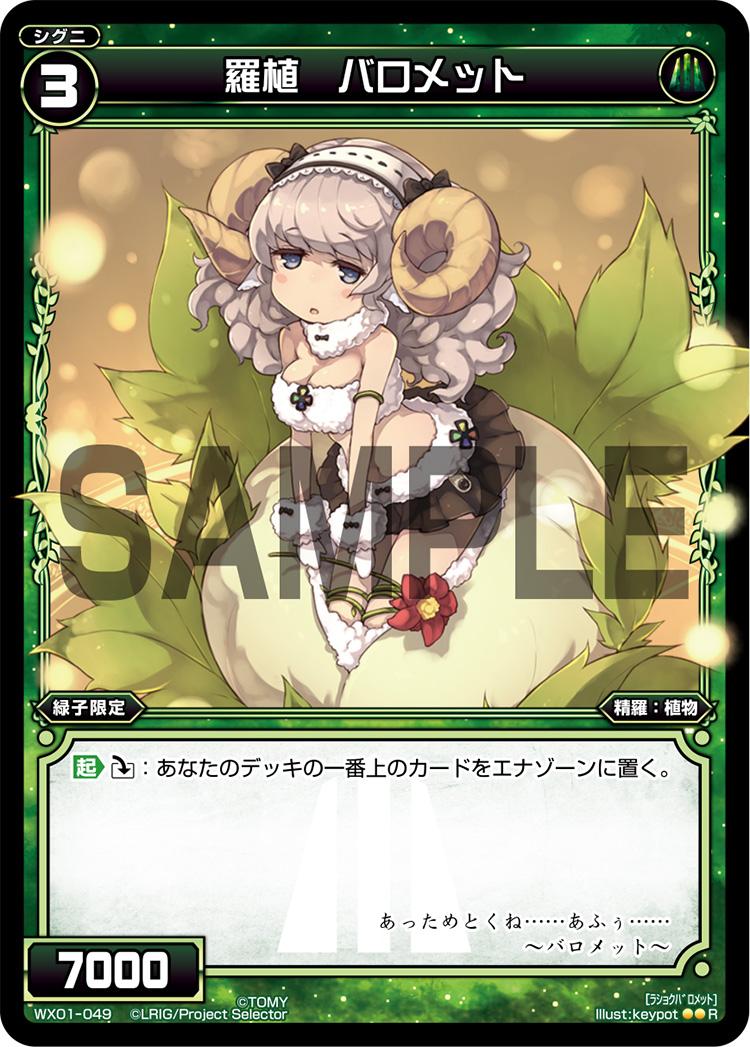 シグニ
3
羅植　バロメット
SAMPLE
緑子限定
精羅：植物
起：あなたのデッキの一番上のカードをエナゾーンに置く。
あっためとくね……あふぅ……
～バロメット～
7000
WX01-049 ©LRIG/Project Selector
©TOMY
[ラショクバロメット]
Illust:keypot R